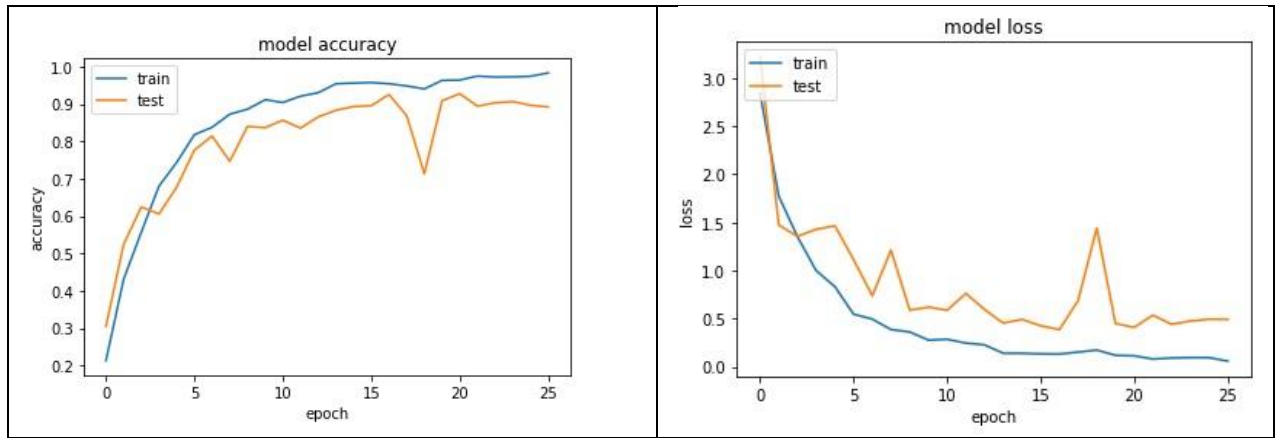 model accuracy
train
test
1.0
0.9
0.8
0.7
0.6
0.5
0.4
0.3
0.2
accuracy
0 5 10 15 20 25
epoch
model loss
train
test
3.0
2.5
2.0
1.5
1.0
0.5
0.0
loss
0 5 10 15 20 25
epoch